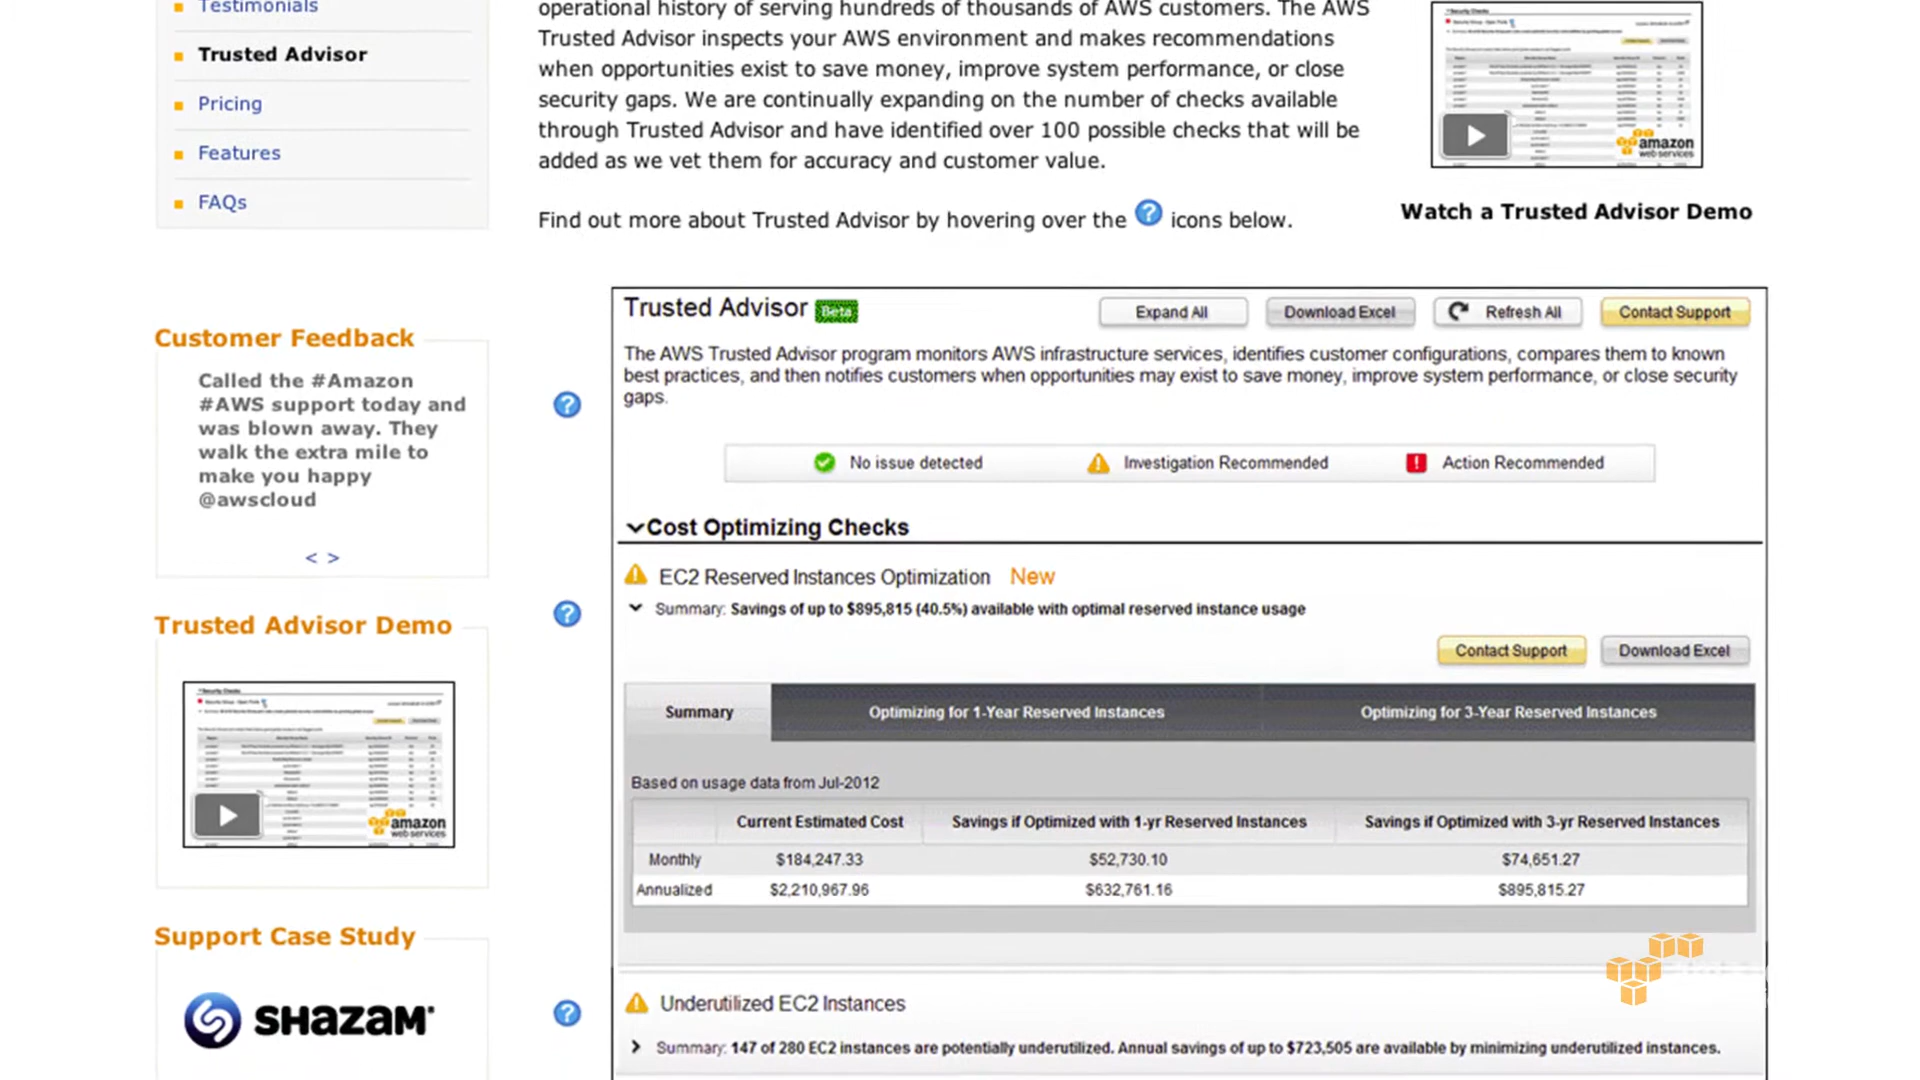 Testimonials
Trusted Advisor
Pricing
Features
FAQs
operational history of serving hundreds of thousands of AWS customers. The AWS
Trusted Advisor inspects your AWS environment and makes recommendations
when opportunities exist to save money, improve system performance, or close
security gaps. We are continually expanding on the number of checks available
through Trusted Advisor and have identified over 100 possible checks that will be
added as we vet them for accuracy and customer value.
Find out more about Trusted Advisor by hovering over the ? icons below.
amazon
web services
Watch a Trusted Advisor Demo
Customer Feedback
Called the #Amazon
#AWS support today and
was blown away. They
walk the extra mile to
make you happy
@awscloud
< >
Trusted Advisor Demo
amazon
web services
Support Case Study
SHAZAM
Trusted Advisor Beta
Expand All
Download Excel
Refresh All
Contact Support
The AWS Trusted Advisor program monitors AWS infrastructure services, identifies customer configurations, compares them to known
best practices, and then notifies customers when opportunities may exist to save money, improve system performance, or close security
gaps.
No issue detected
Investigation Recommended
Action Recommended
Cost Optimizing Checks
EC2 Reserved Instances Optimization New
Summary: Savings of up to $895,815 (40.5%) available with optimal reserved instance usage
Contact Support
Download Excel
Summary
Optimizing for 1-Year Reserved Instances
Optimizing for 3-Year Reserved Instances
Based on usage data from Jul-2012
Current Estimated Cost Savings if Optimized with 1-yr Reserved Instances Savings if Optimized with 3-yr Reserved Instances
Monthly $184,247.33 $52,730.10 $74,651.27
Annualized $2,210,967.96 $632,761.16 $895,815.27
Underutilized EC2 Instances
Summary: 147 of 280 EC2 instances are potentially underutilized. Annual savings of up to $723,505 are available by minimizing underutilized instances.